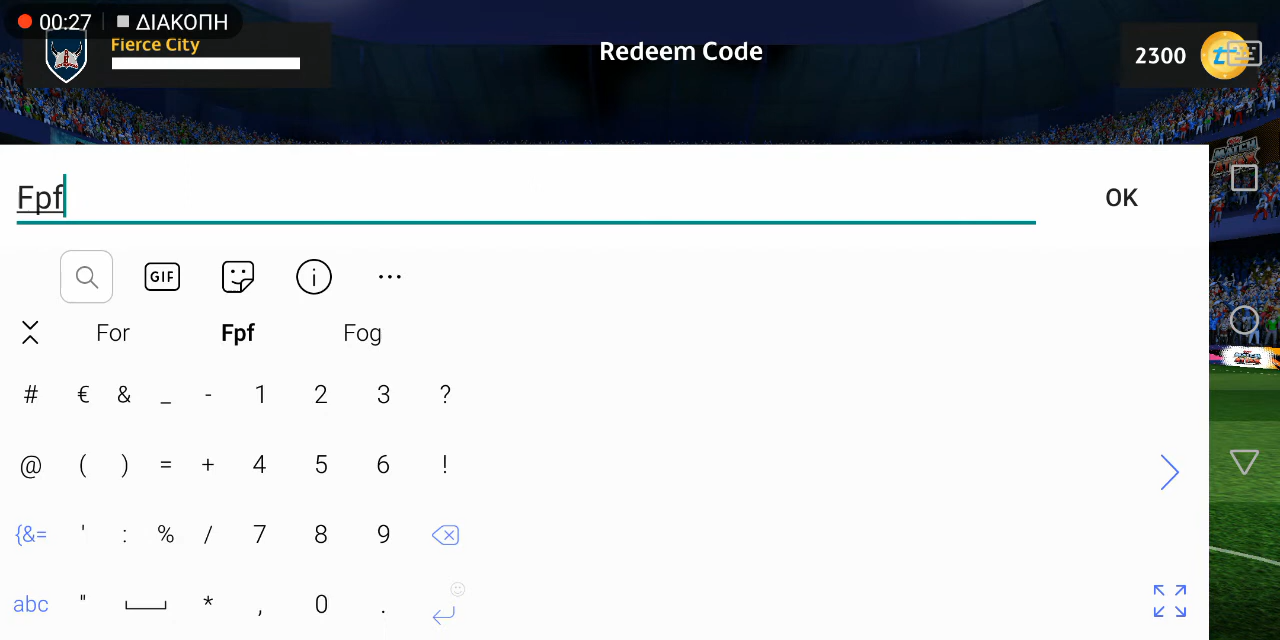 00:27 ΔΙΑΚΟΠΗ
Fierce City
Redeem Code
2300
Fpf
OK
GIF
For Fpf Fog
# € & _ - 1 2 3 ?
@ ( ) = + 4 5 6 !
{&= ' : % / 7 8 9
abc " * , 0 .
MATCH